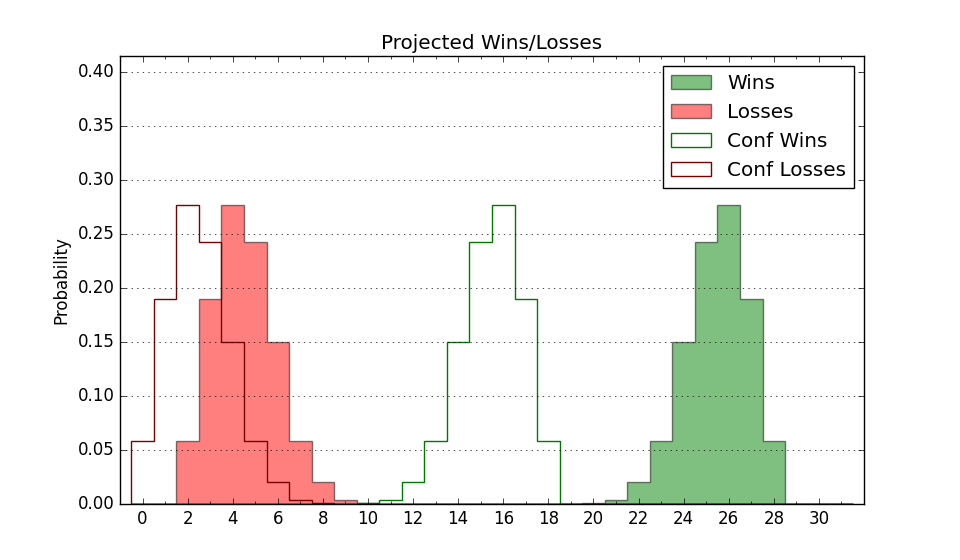 Projected Wins/Losses
0.40
0.35
0.30
0.25
0.20
0.15
0.10
0.05
0.00
Probability
Wins
Losses
Conf Wins
Conf Losses
0 2 4 6 8 10 12 14 16 18 20 22 24 26 28 30